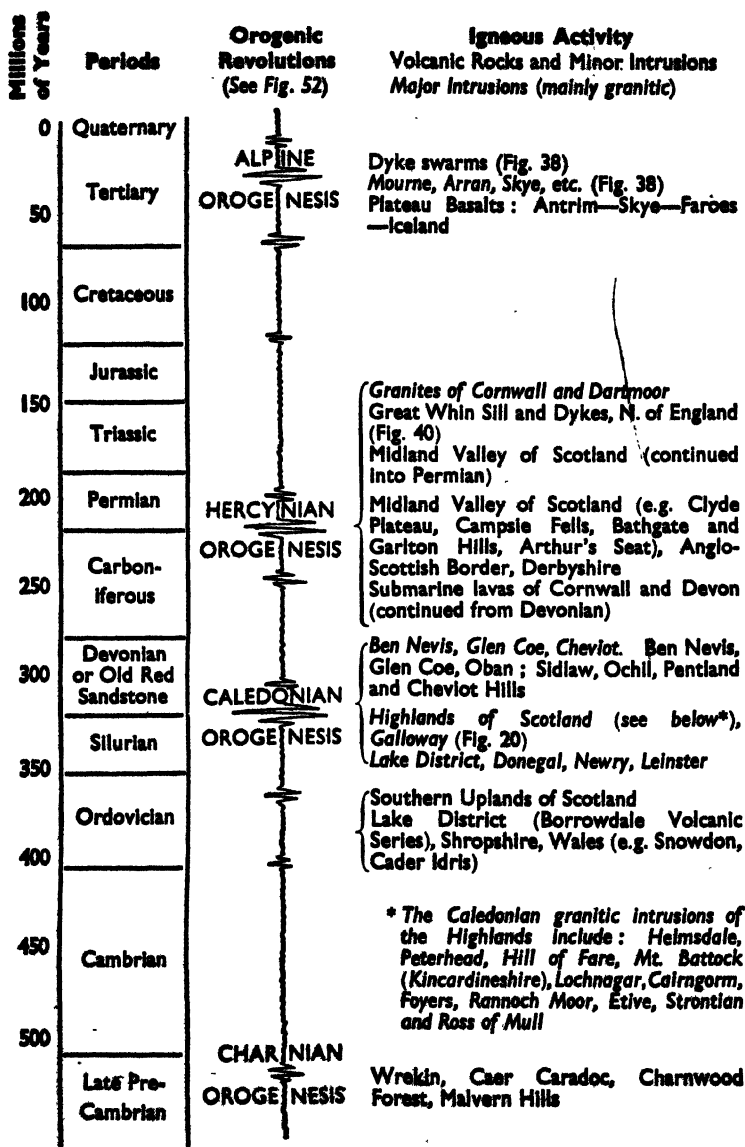 Millions
of Years
Periods
Orogenic
Revolutions
(See Fig. 52)
Igneous Activity
Volcanic Rocks and Minor Intrusions
Major Intrusions (mainly granitic)
0
50
100
150
200
250
300
350
400
450
500
Quaternary
Tertiary
Cretaceous
Jurassic
Triassic
Permian
Carbon-
iferous
Devonian
or Old Red
Sandstone
Silurian
Ordovician
Cambrian
Late Pre-
Cambrian
ALPINE
OROGENESIS
HERCYNIAN
OROGENESIS
CALEDONIAN
OROGENESIS
CHARNIAN
OROGENESIS
Dyke swarms (Fig. 38)
Mourne, Arran, Skye, etc. (Fig. 38)
Plateau Basalts : Antrim—Skye—Faroes
—Iceland
Granites of Cornwall and Dartmoor
Great Whin Sill and Dykes, N. of England
(Fig. 40)
Midland Valley of Scotland (continued
into Permian)
Midland Valley of Scotland (e.g. Clyde
Plateau, Campsie Fells, Bathgate and
Garlton Hills, Arthur's Seat), Anglo-
Scottish Border, Derbyshire
Submarine lavas of Cornwall and Devon
(continued from Devonian)
Ben Nevis, Glen Coe, Cheviot. Ben Nevis,
Glen Coe, Oban ; Sidlaw, Ochil, Pentland
and Cheviot Hills
Highlands of Scotland (see below*),
Galloway (Fig. 20)
Lake District, Donegal, Newry, Leinster
Southern Uplands of Scotland
Lake District (Borrowdale Volcanic
Series), Shropshire, Wales (e.g. Snowdon,
Cader Idris)
* The Caledonian granitic intrusions of
the Highlands include : Helmsdale,
Peterhead, Hill of Fare, Mt. Battock
(Kincardineshire), Lochnagar, Cairngorm,
Foyers, Rannoch Moor, Etive, Strontian
and Ross of Mull
Wrekin, Caer Caradoc, Charnwood
Forest, Malvern Hills